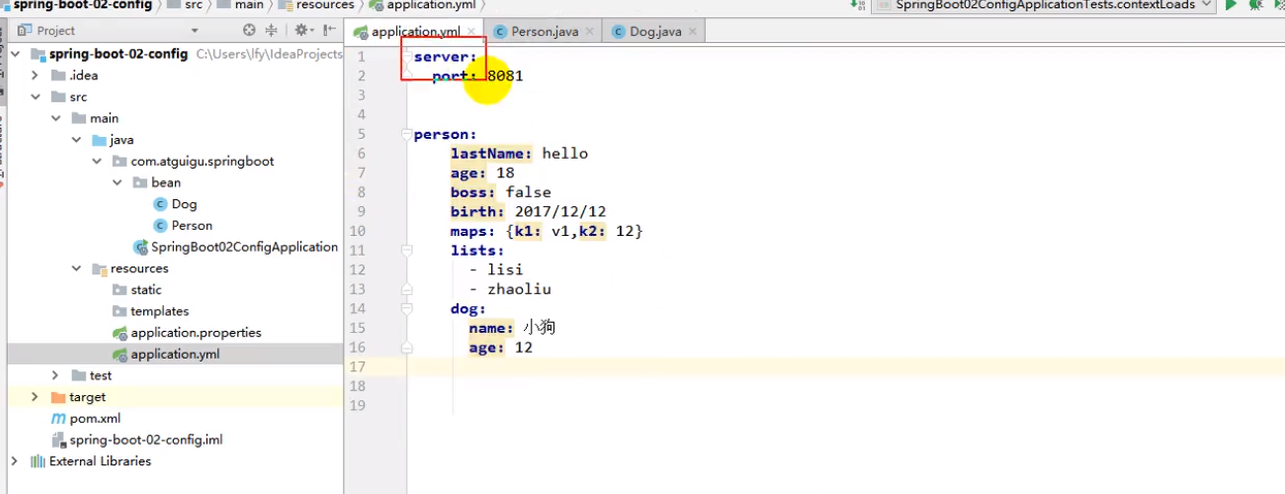 spring-boot-02-config src main resources application.yml SpringBoot02ConfigApplicationTests.contextLoads
Project
application.yml Person.java Dog.java
spring-boot-02-config C:\Users\lfy\IdeaProjects
.idea
src
main
java
com.atguigu.springboot
bean
Dog
Person
SpringBoot02ConfigApplication
resources
static
templates
application.properties
application.yml
test
target
pom.xml
spring-boot-02-config.iml
External Libraries
1 server:
2 port: 8081
3
4
5 person:
6 lastName: hello
7 age: 18
8 boss: false
9 birth: 2017/12/12
10 maps: {k1: v1,k2: 12}
11 lists:
12 - lisi
13 - zhaoliu
14 dog:
15 name: 小狗
16 age: 12
17
18
19